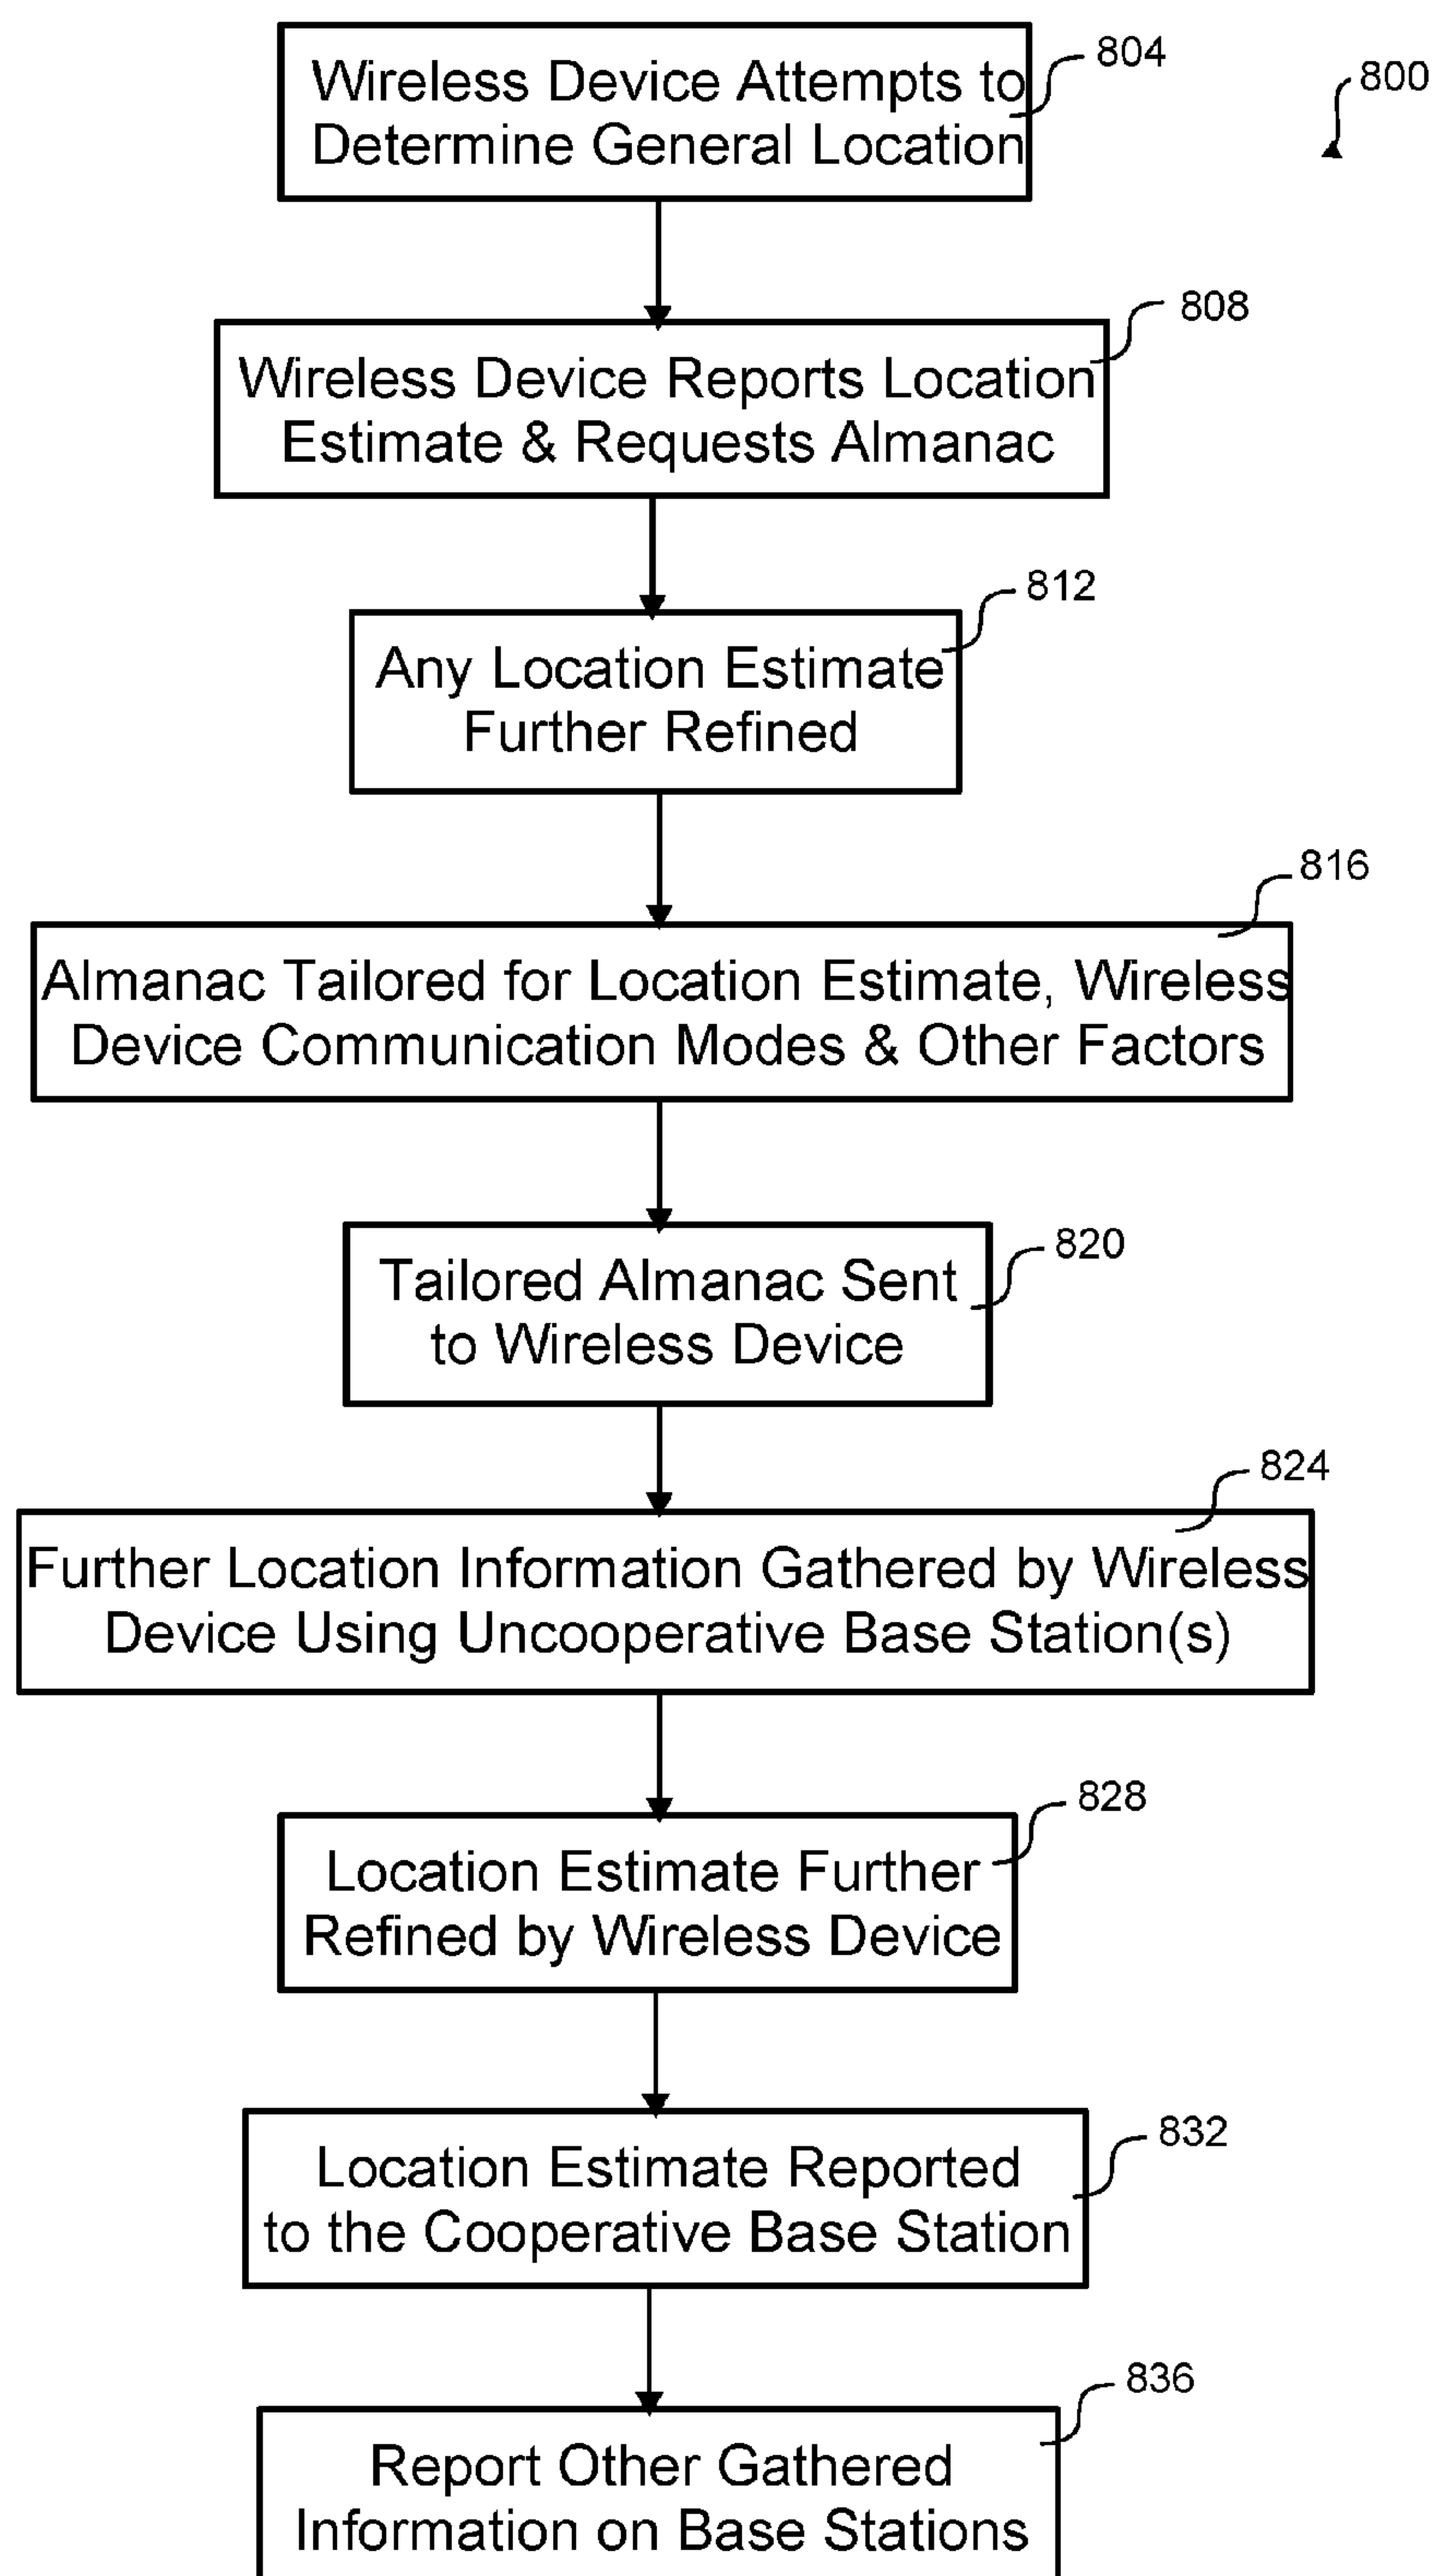 Wireless Device Attempts to
Determine General Location
804
800
Wireless Device Reports Location
Estimate & Requests Almanac
808
Any Location Estimate
Further Refined
812
Almanac Tailored for Location Estimate, Wireless
Device Communication Modes & Other Factors
816
Tailored Almanac Sent
to Wireless Device
820
Further Location Information Gathered by Wireless
Device Using Uncooperative Base Station(s)
824
Location Estimate Further
Refined by Wireless Device
828
Location Estimate Reported
to the Cooperative Base Station
832
Report Other Gathered
Information on Base Stations
836